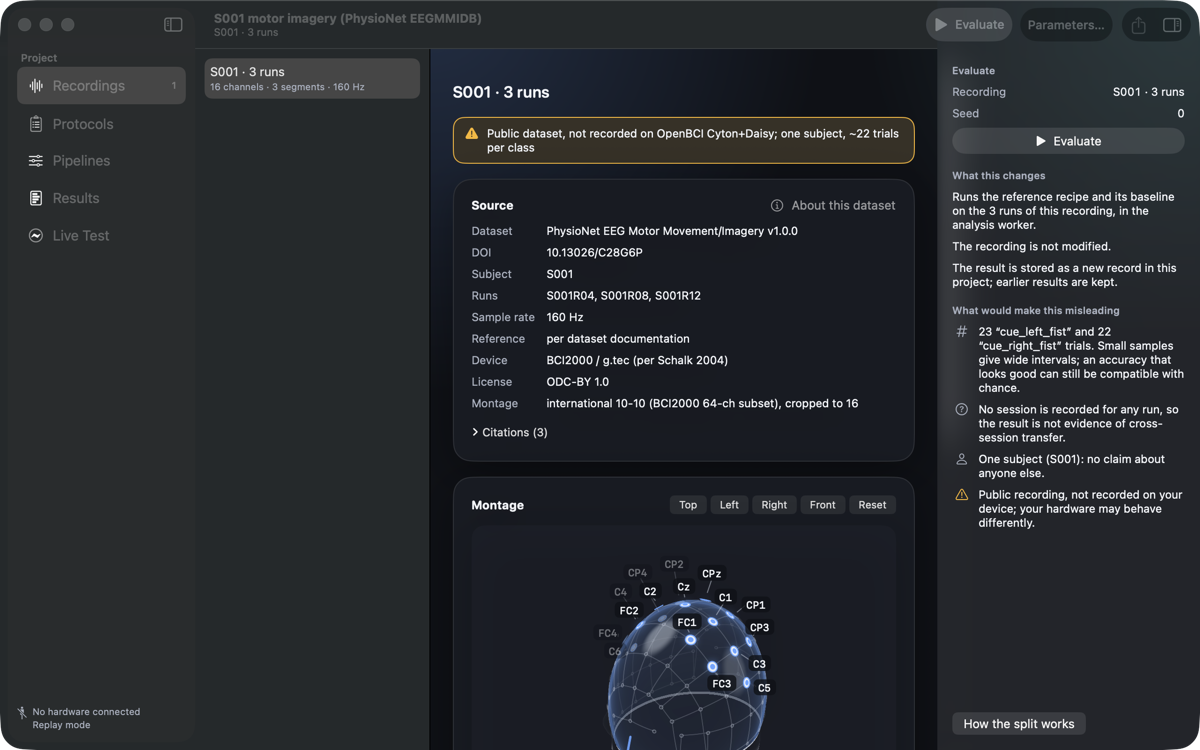 S001 motor imagery (PhysioNet EEGMMIDB)
S001 · 3 runs
Evaluate
Parameters...
Project
Recordings 1
Protocols
Pipelines
Results
Live Test
No hardware connected
Replay mode
S001 · 3 runs
16 channels · 3 segments · 160 Hz
S001 · 3 runs
Public dataset, not recorded on OpenBCI Cyton+Daisy; one subject, ~22 trials
per class
Source
About this dataset
Dataset PhysioNet EEG Motor Movement/Imagery v1.0.0
DOI 10.13026/C28G6P
Subject S001
Runs S001R04, S001R08, S001R12
Sample rate 160 Hz
Reference per dataset documentation
Device BCI2000 / g.tec (per Schalk 2004)
License ODC-BY 1.0
Montage international 10-10 (BCI2000 64-ch subset), cropped to 16
Citations (3)
Montage
Top Left Right Front Reset
CP2
CP4
CPz
C4
C2
Cz
C1
FC2
CP1
FC1
FC4
CP3
C6
C3
FC3
C5
Evaluate
Recording S001 · 3 runs
Seed 0
Evaluate
What this changes
Runs the reference recipe and its baseline
on the 3 runs of this recording, in the
analysis worker.
The recording is not modified.
The result is stored as a new record in this
project; earlier results are kept.
What would make this misleading
23 “cue_left_fist” and 22
“cue_right_fist” trials. Small samples
give wide intervals; an accuracy that
looks good can still be compatible with
chance.
No session is recorded for any run, so
the result is not evidence of cross-
session transfer.
One subject (S001): no claim about
anyone else.
Public recording, not recorded on your
device; your hardware may behave
differently.
How the split works